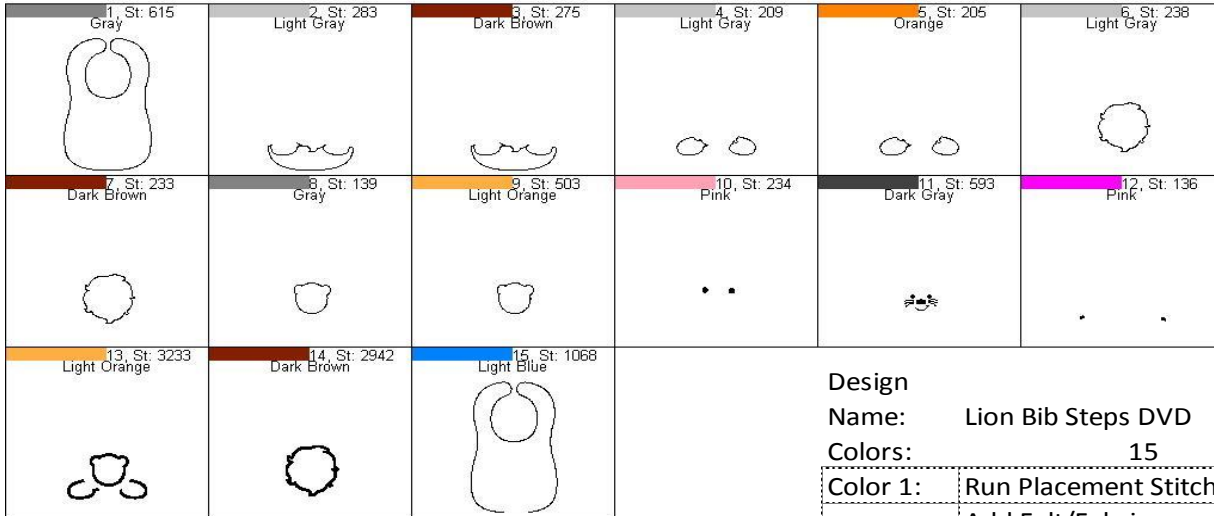 1, St: 615
Gray
2, St: 283
Light Gray
3, St: 275
Dark Brown
4, St: 209
Light Gray
5, St: 205
Orange
6, St: 238
Light Gray
7, St: 233
Dark Brown
8, St: 139
Gray
9, St: 503
Light Orange
10, St: 234
Pink
11, St: 593
Dark Gray
12, St: 136
Pink
13, St: 3233
Light Orange
14, St: 2942
Dark Brown
15, St: 1068
Light Blue
Design
Name: Lion Bib Steps DVD
Colors: 15
Color 1: Run Placement Stitch